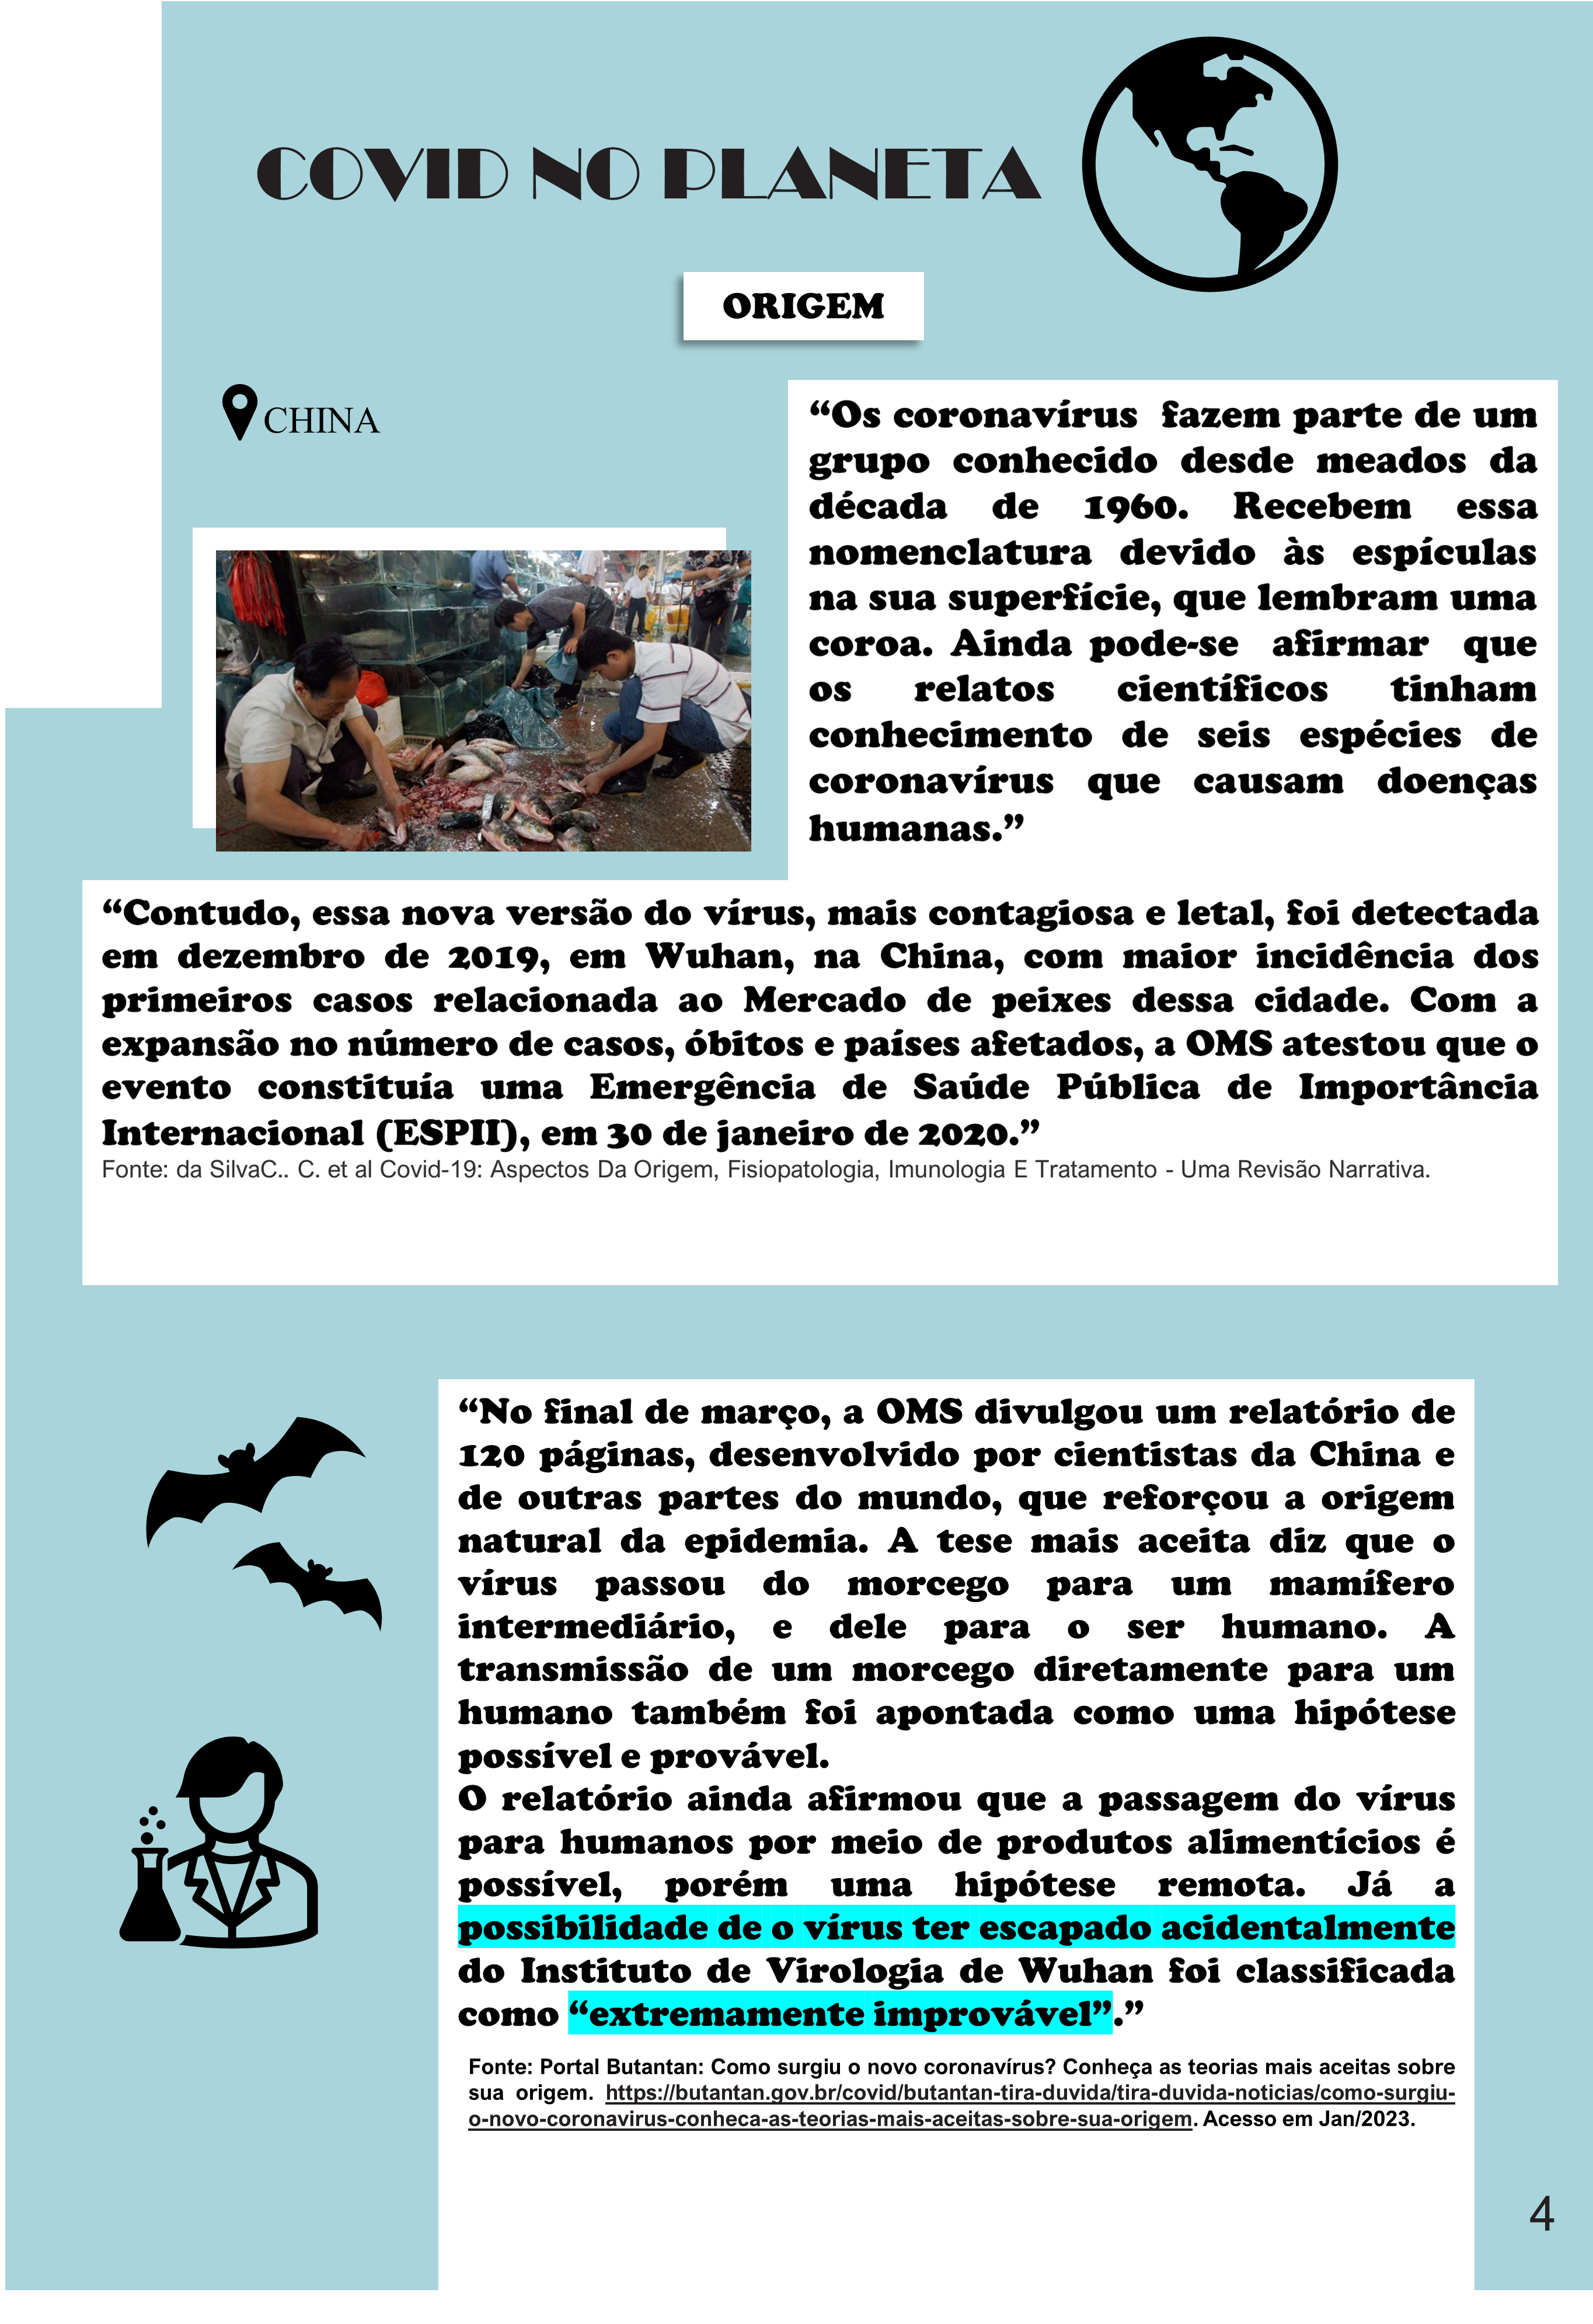 COVID NO PLANETA
ORIGEM
CHINA
“Os coronavírus fazem parte de um
grupo conhecido desde meados da
década de 1960. Recebem essa
nomenclatura devido às espículas
na sua superfície, que lembram uma
coroa. Ainda pode-se afirmar que
os relatos científicos tinham
conhecimento de seis espécies de
coronavírus que causam doenças
humanas.”
“Contudo, essa nova versão do vírus, mais contagiosa e letal, foi detectada
em dezembro de 2019, em Wuhan, na China, com maior incidência dos
primeiros casos relacionada ao Mercado de peixes dessa cidade. Com a
expansão no número de casos, óbitos e países afetados, a OMS atestou que o
evento constituía uma Emergência de Saúde Pública de Importância
Internacional (ESPII), em 30 de janeiro de 2020.”
Fonte: da SilvaC.. C. et al Covid-19: Aspectos Da Origem, Fisiopatologia, Imunologia E Tratamento - Uma Revisão Narrativa.
“No final de março, a OMS divulgou um relatório de
120 páginas, desenvolvido por cientistas da China e
de outras partes do mundo, que reforçou a origem
natural da epidemia. A tese mais aceita diz que o
vírus passou do morcego para um mamífero
intermediário, e dele para o ser humano. A
transmissão de um morcego diretamente para um
humano também foi apontada como uma hipótese
possível e provável.
O relatório ainda afirmou que a passagem do vírus
para humanos por meio de produtos alimentícios é
possível, porém uma hipótese remota. Já a
possibilidade de o vírus ter escapado acidentalmente
do Instituto de Virologia de Wuhan foi classificada
como “extremamente improvável”.”
Fonte: Portal Butantan: Como surgiu o novo coronavírus? Conheça as teorias mais aceitas sobre
sua origem. https://butantan.gov.br/covid/butantan-tira-duvida/tira-duvida-noticias/como-surgiu-
o-novo-coronavirus-conheca-as-teorias-mais-aceitas-sobre-sua-origem. Acesso em Jan/2023.
4